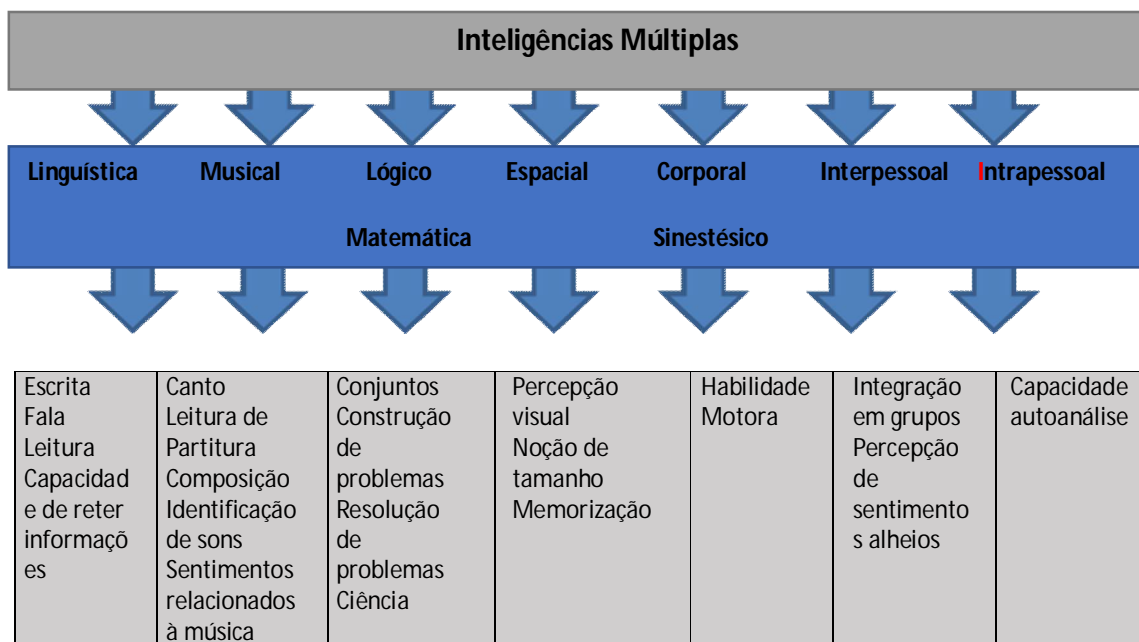 Inteligências Múltiplas
Linguística Musical Lógico Espacial Corporal Interpessoal Intrapessoal
Matemática Sinestésico
Escrita
Fala
Leitura
Capacidad
e de reter
informaçõ
es
Canto
Leitura de
Partitura
Composição
Identificação
de sons
Sentimentos
relacionados
à música
Conjuntos
Construção
de
problemas
Resolução
de
problemas
Ciência
Percepção
visual
Noção de
tamanho
Memorização
Habilidade
Motora
Integração
em grupos
Percepção
de
sentimento
s alheios
Capacidade
autoanálise